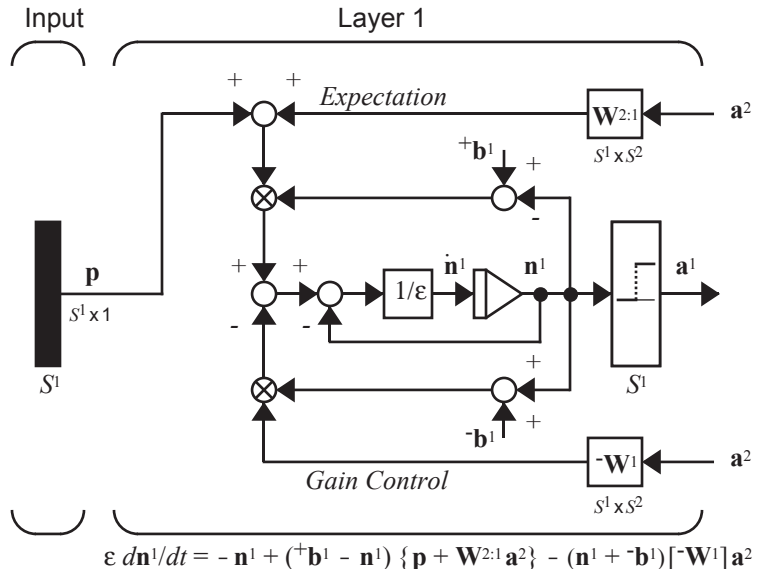 Input Layer 1
+ + Expectation W2:1 a2
S1 x S2
+b1 +
-
p
S1 x 1
+ + 1/ε ṅ1 n1 a1
- -
S1 S1
+
+
-b1
-W1 a2
Gain Control S1 x S2
ε dn1/dt = - n1 + (+b1 - n1) {p + W2:1 a2} - (n1 + -b1)[-W1] a2